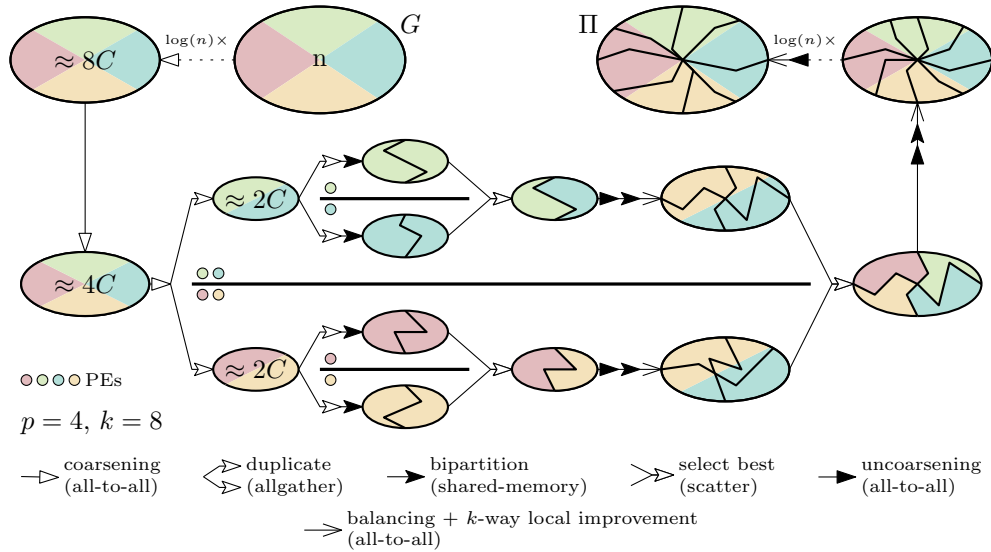 ≈ 8C
log(n)×
n
G
Π
log(n)×
≈ 2C
≈ 4C
≈ 2C
PEs
p = 4, k = 8
coarsening
(all-to-all)
duplicate
(allgather)
bipartition
(shared-memory)
select best
(scatter)
uncoarsening
(all-to-all)
balancing + k-way local improvement
(all-to-all)